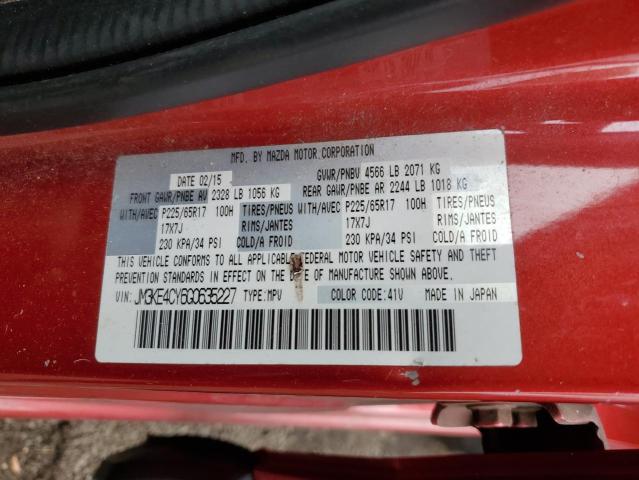 MFD. BY MAZDA MOTOR CORPORATION
DATE 02/15 GVWR/PNBV 4566 LB 2071 KG
FRONT GAWR/PNBE AV 2328 LB 1056 KG REAR GAWR/PNBE AR 2244 LB 1018 KG
WITH/AVEC P225/65R17 100H TIRES/PNEUS WITH/AVEC P225/65R17 100H TIRES/PNEUS
17X7J RIMS/JANTES 17X7J RIMS/JANTES
230 KPA/34 PSI COLD/A FROID 230 KPA/34 PSI COLD/A FROID
THIS VEHICLE CONFORMS TO ALL APPLICABLE FEDERAL MOTOR VEHICLE SAFETY AND THEFT
PREVENTION STANDARDS IN EFFECT ON THE DATE OF MANUFACTURE SHOWN ABOVE.
VIN: JM3KE4CY6G0635227 TYPE: MPV COLOR CODE: 41V MADE IN JAPAN